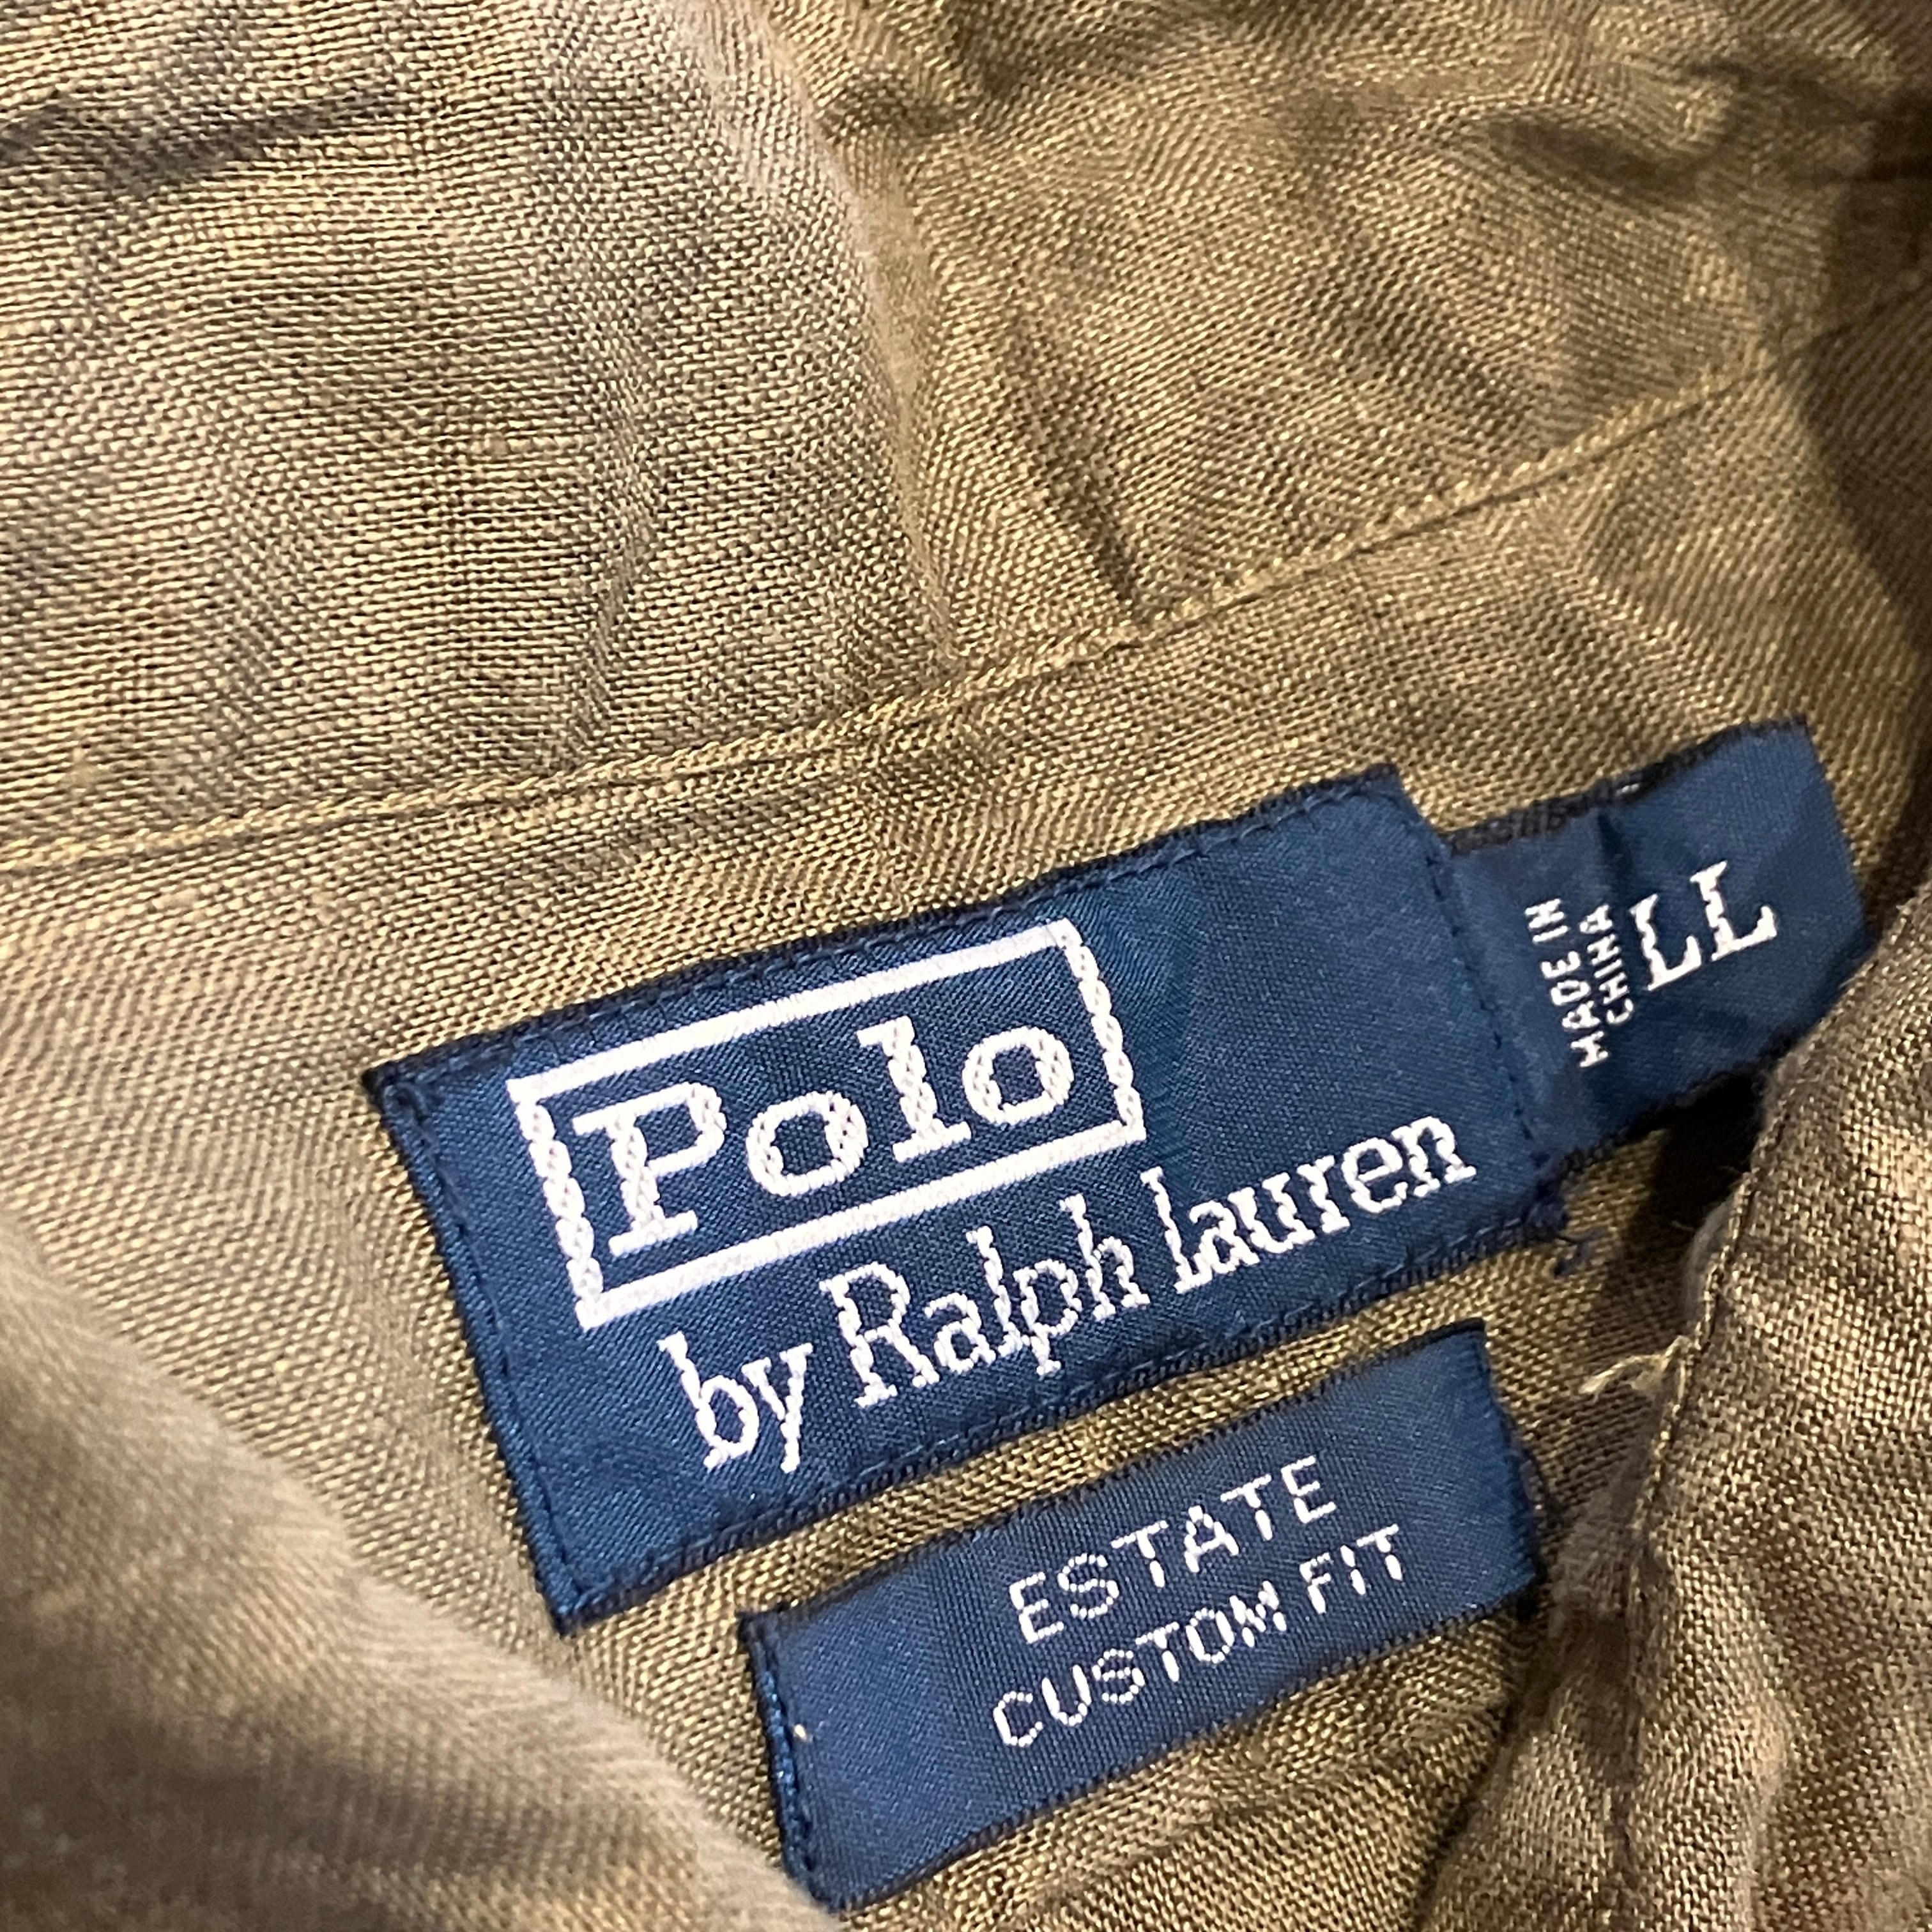 Polo
by Ralph Lauren
MADE IN
CHINA
LL
ESTATE
CUSTOM FIT